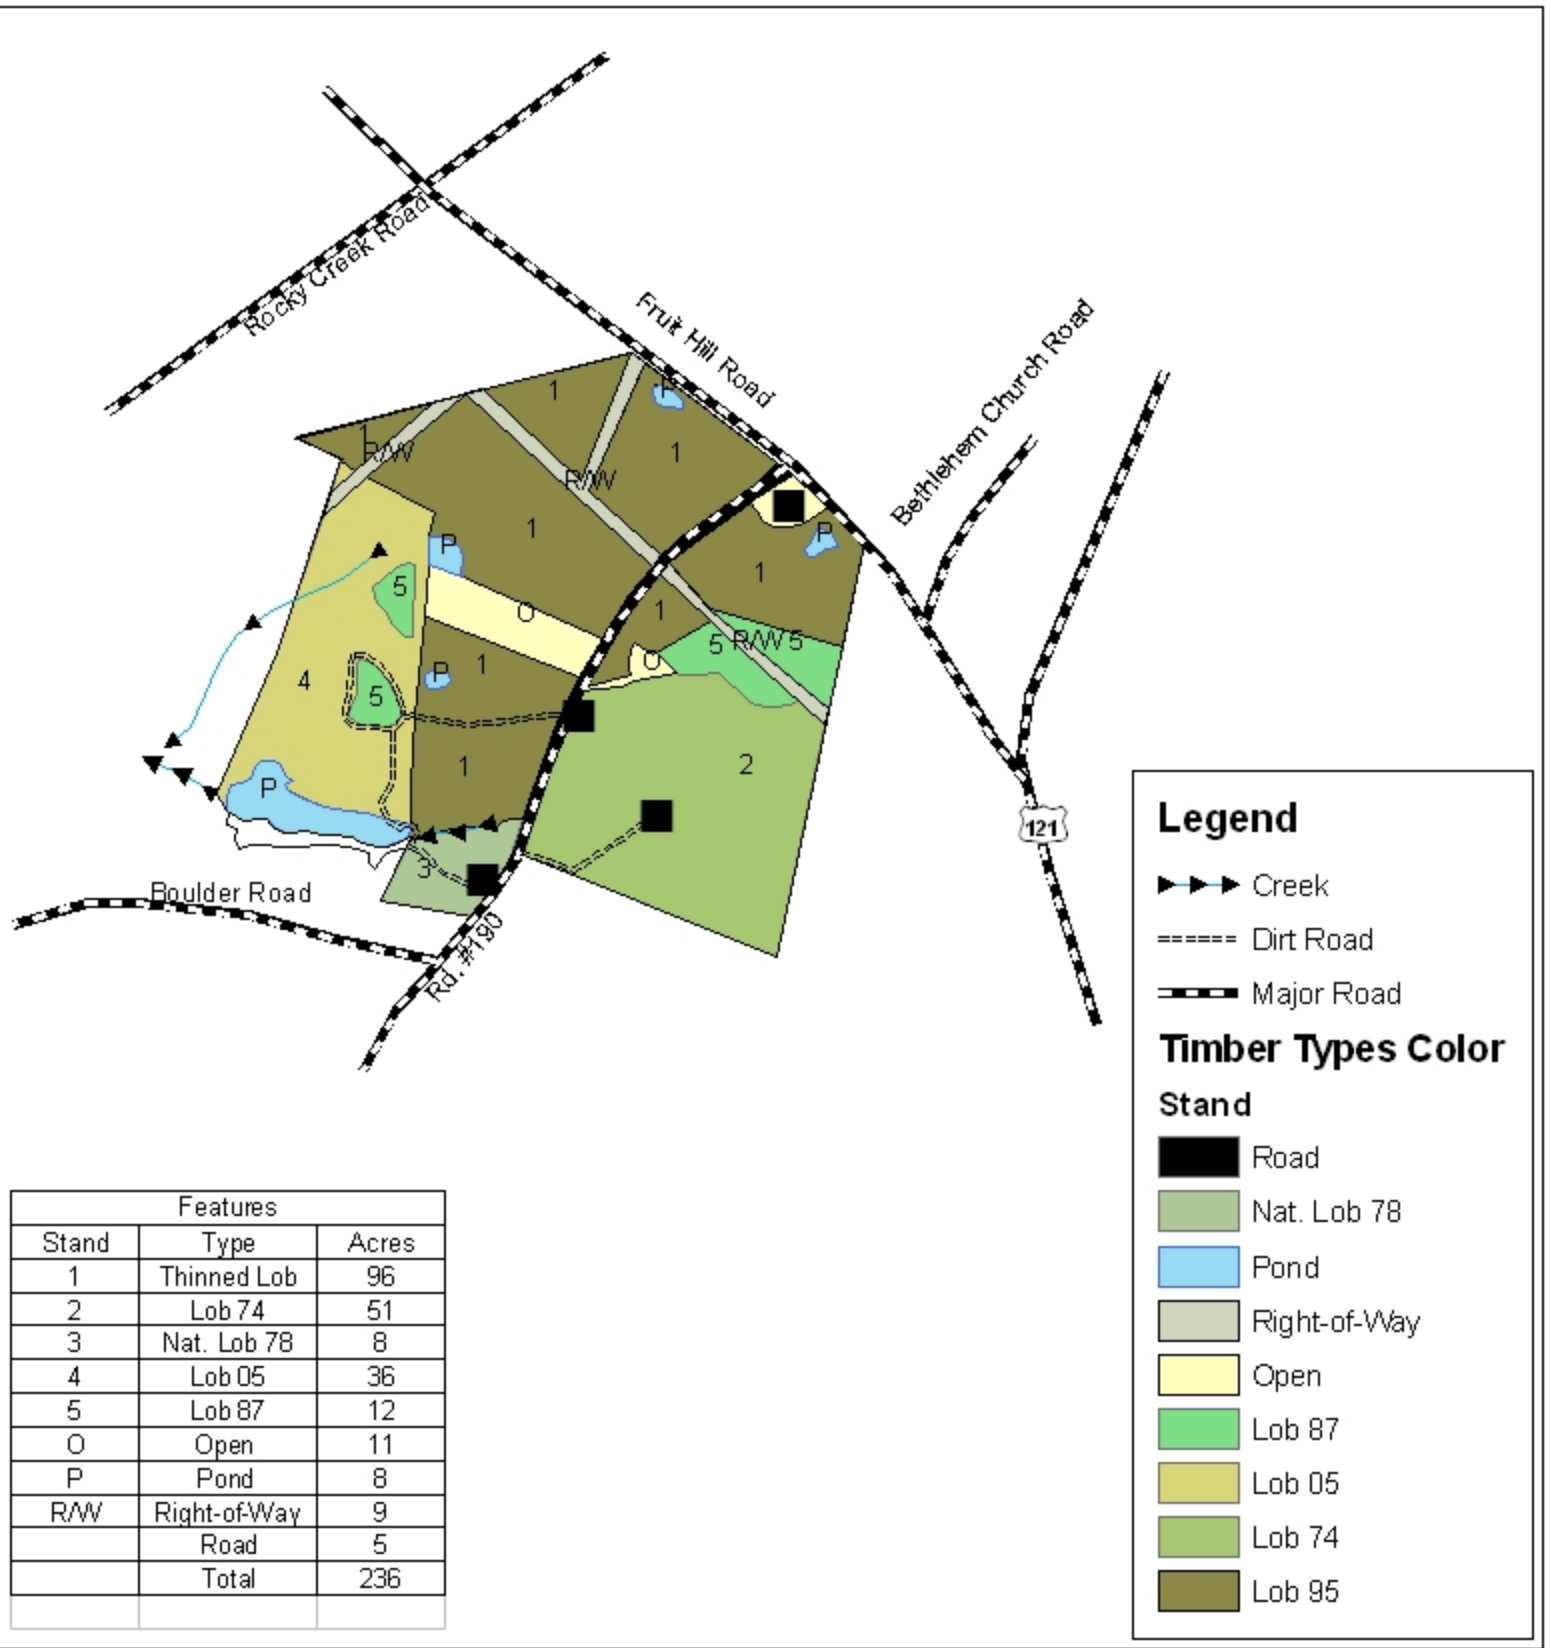 Rocky Creek Road
Fruit Hill Road
Bethlehem Church Road
P
1
1
R/W
1
R/W
1
P
P
1
5
O
1
1
5 R/W 5
O
4
P
1
5
2
1
P
121
3
Boulder Road
Rd. #190
Legend
Creek
Dirt Road
Major Road
Timber Types Color
Stand
Road
Nat. Lob 78
Pond
Right-of-Way
Open
Lob 87
Lob 05
Lob 74
Lob 95
Features
Stand Type Acres
1 Thinned Lob 96
2 Lob 74 51
3 Nat. Lob 78 8
4 Lob 05 36
5 Lob 87 12
O Open 11
P Pond 8
R/W Right-of-Way 9
Road 5
Total 236